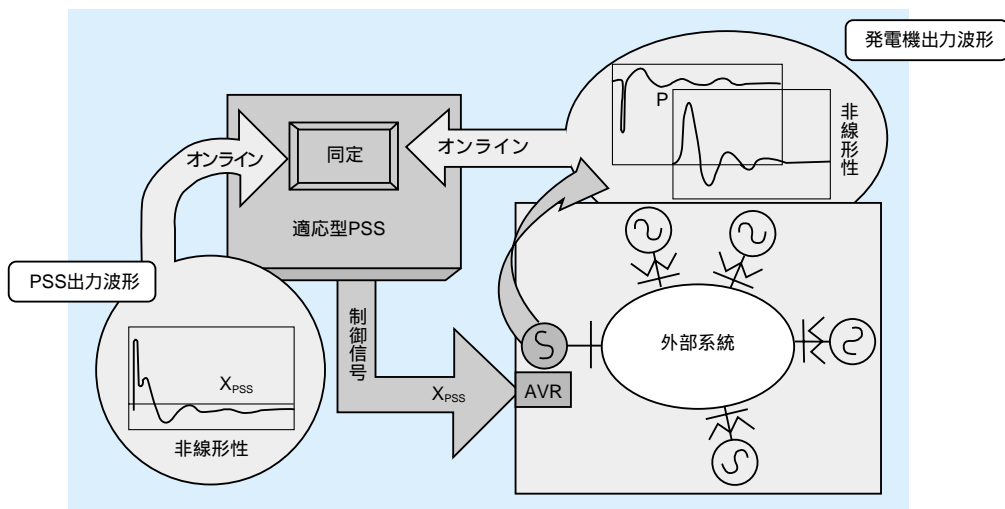 発電機出力波形
P
非線形性
オンライン
同定
オンライン
適応型PSS
PSS出力波形
XPSS
非線形性
制御信号
XPSS
AVR
外部系統